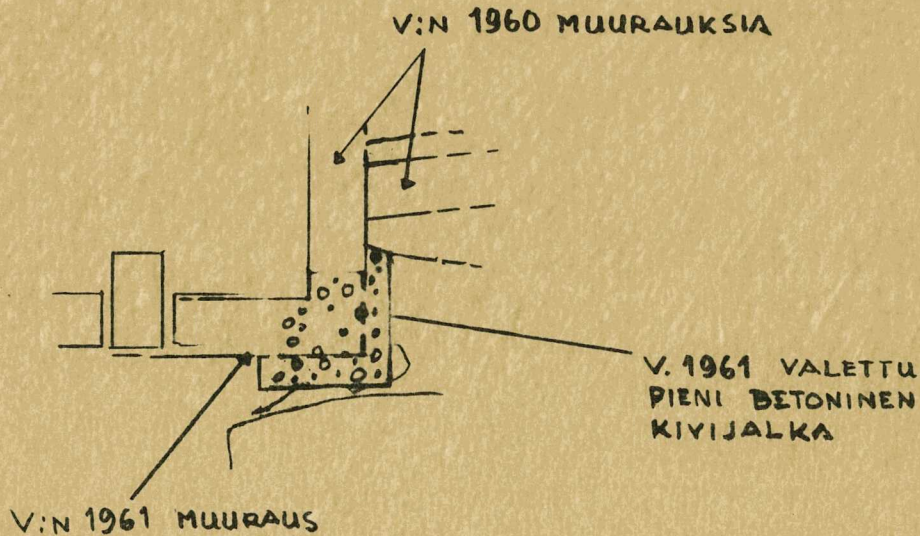 V:N 1960 MUURAUKSIA
V. 1961 VALETTU
PIENI BETONINEN
KIVIJALKA
V:N 1961 MUURAUS